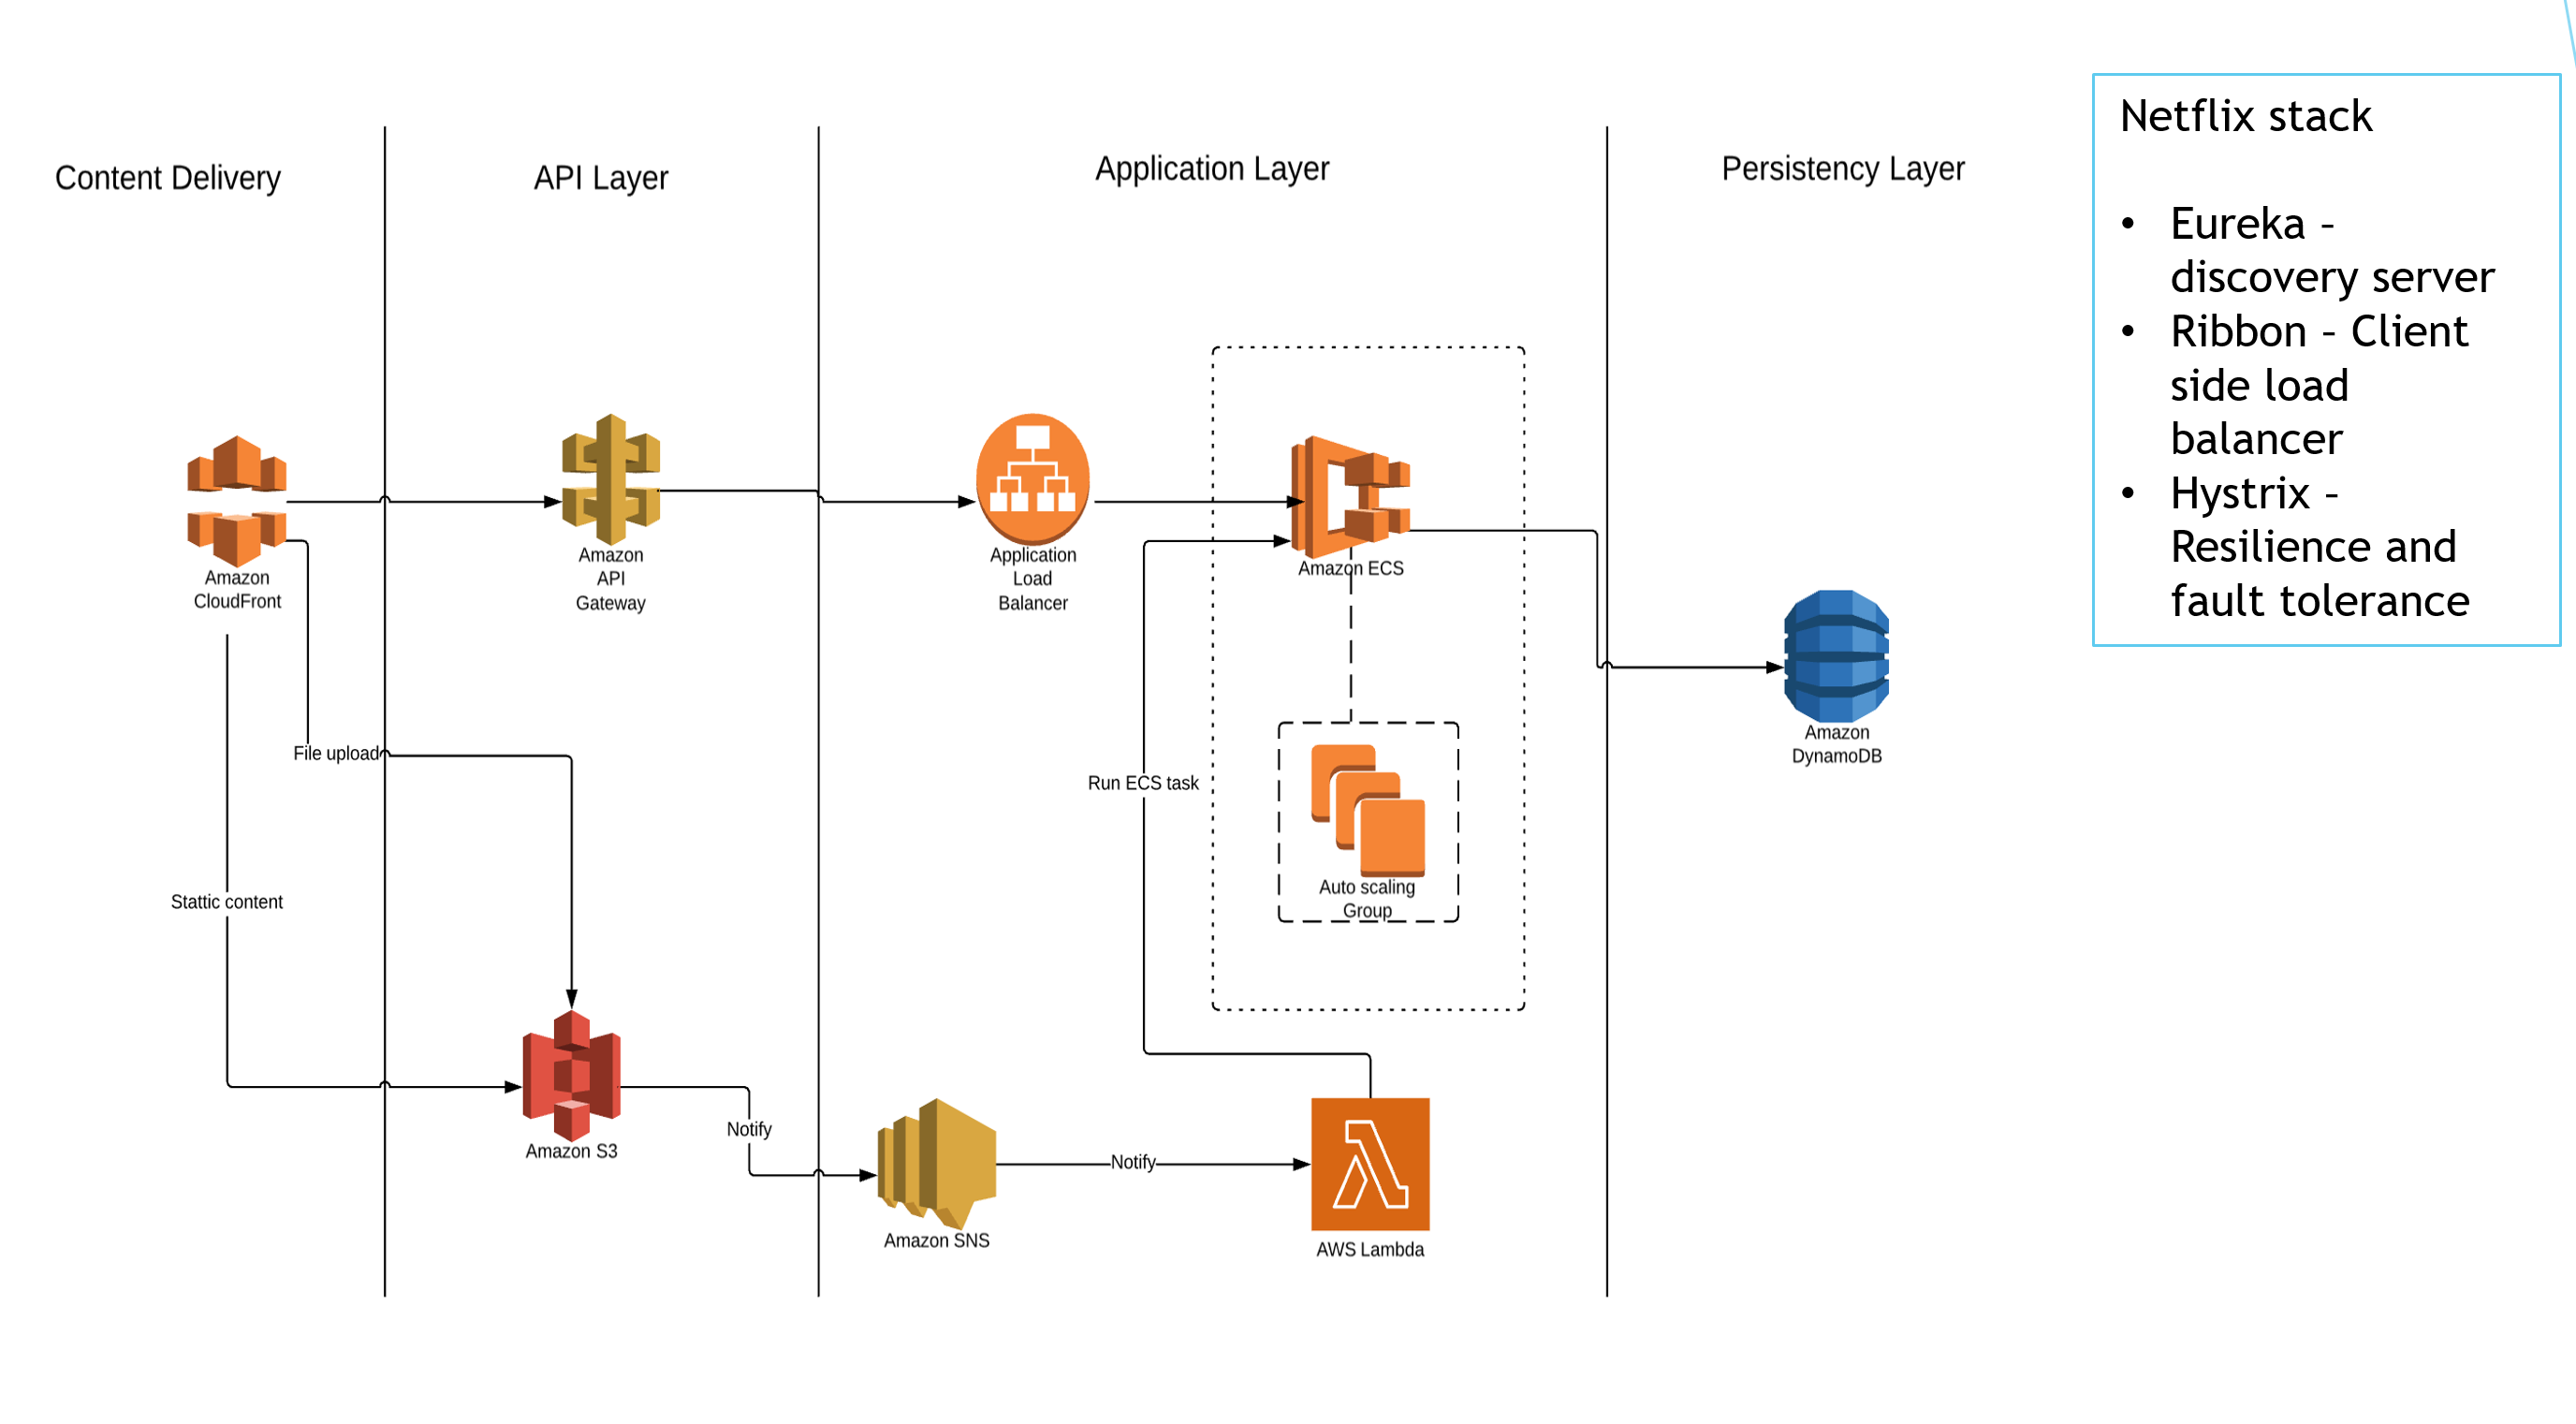 Content Delivery
API Layer
Application Layer
Persistency Layer
Netflix stack
• Eureka –
discovery server
• Ribbon – Client
side load
balancer
• Hystrix –
Resilience and
fault tolerance
Amazon
CloudFront
Amazon
API
Gateway
Application
Load
Balancer
Amazon ECS
Amazon
DynamoDB
File upload
Run ECS task
Stattic content
Auto scaling
Group
Notify
Amazon S3
Notify
Amazon SNS
AWS Lambda